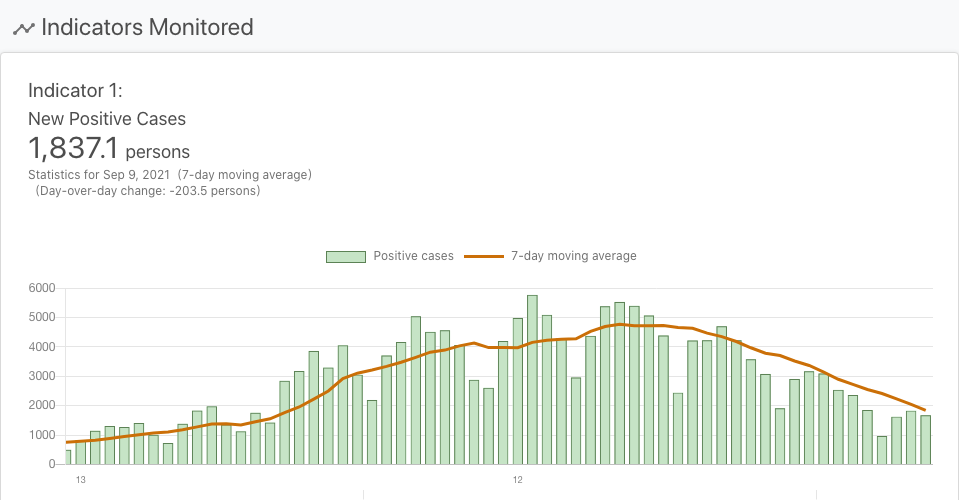 Indicators Monitored
Indicator 1:
New Positive Cases
1,837.1 persons
Statistics for Sep 9, 2021 (7-day moving average)
(Day-over-day change: -203.5 persons)
Positive cases 7-day moving average
6000
5000
4000
3000
2000
1000
0
13 12